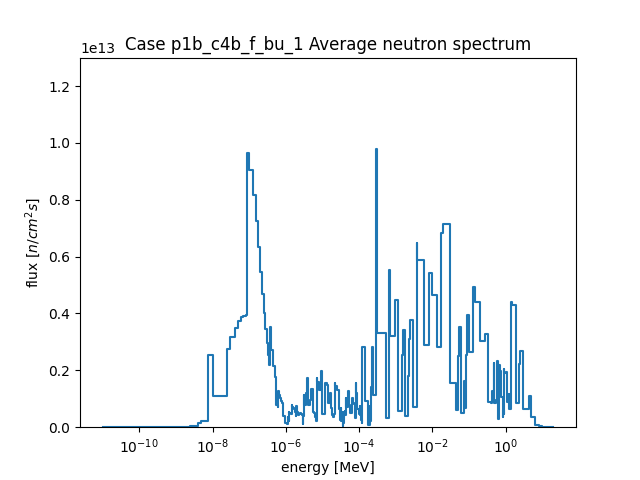 1e13 Case p1b_c4b_f_bu_1 Average neutron spectrum
1.2
1.0
0.8
0.6
0.4
0.2
0.0
flux [n/cm²s]
10⁻¹⁰ 10⁻⁸ 10⁻⁶ 10⁻⁴ 10⁻² 10⁰
energy [MeV]